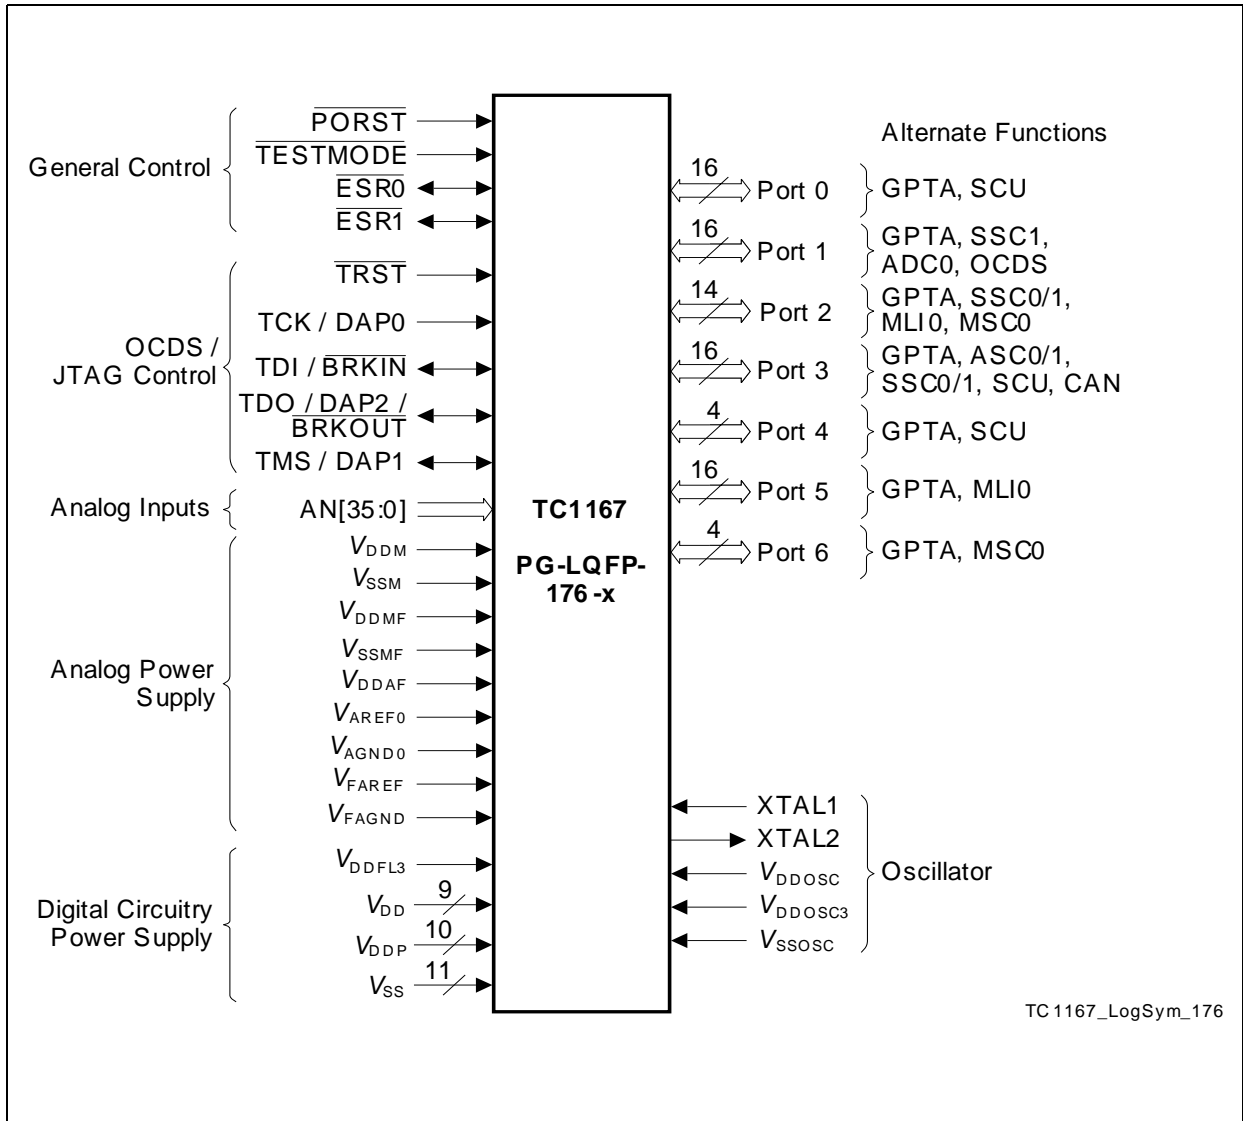 General Control
PORST
TESTMODE
ESR0
ESR1
OCDS /
JTAG Control
TRST
TCK / DAP0
TDI / BRKIN
TDO / DAP2 /
BRKOUT
TMS / DAP1
Analog Inputs
AN[35:0]
Analog Power
Supply
VDDM
VSSM
VDDMF
VSSMF
VDDAF
VAREF0
VAGND0
VFAREF
VFAGND
Digital Circuitry
Power Supply
VDDFL3
VDD 9
VDDP 10
VSS 11
TC1167
PG-LQFP-
176-x
Alternate Functions
16 Port 0 GPTA, SCU
16 Port 1 GPTA, SSC1,
ADC0, OCDS
14 Port 2 GPTA, SSC0/1,
MLI0, MSC0
16 Port 3 GPTA, ASC0/1,
SSC0/1, SCU, CAN
4 Port 4 GPTA, SCU
16 Port 5 GPTA, MLI0
4 Port 6 GPTA, MSC0
XTAL1
XTAL2
VDDOSC
VDDOSC3
VSSOSC
Oscillator
TC1167_LogSym_176